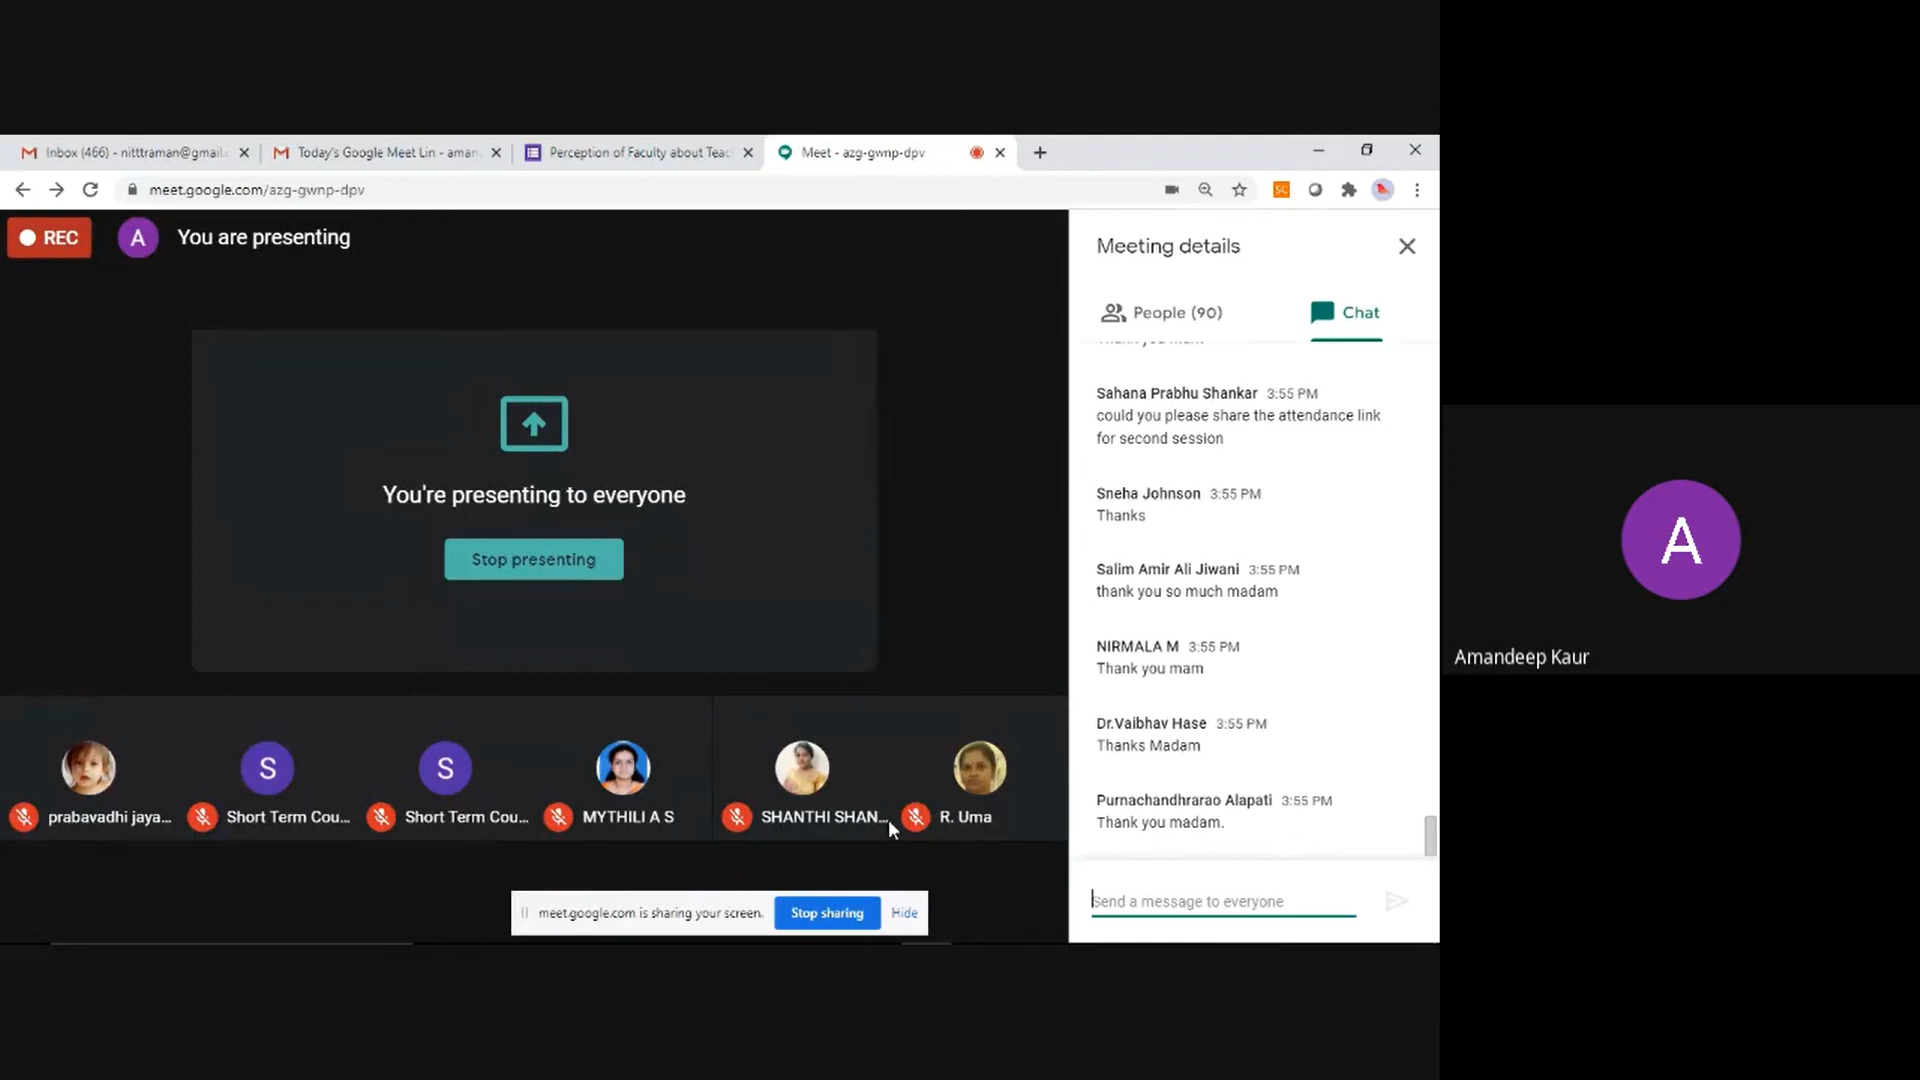 Inbox (466) - nitttraman@gmail.
Today's Google Meet Lin - aman
Perception of Faculty about Teac
Meet - azg-gwnp-dpv
meet.google.com/azg-gwnp-dpv
SC
REC
A
You are presenting
Meeting details
People (90)
Chat
Sahana Prabhu Shankar 3:55 PM
could you please share the attendance link
for second session
You're presenting to everyone
Sneha Johnson 3:55 PM
Thanks
Stop presenting
Salim Amir Ali Jiwani 3:55 PM
thank you so much madam
A
NIRMALA M 3:55 PM
Thank you mam
Amandeep Kaur
Dr.Vaibhav Hase 3:55 PM
Thanks Madam
S
S
Purnachandhrarao Alapati 3:55 PM
Thank you madam.
prabavadhi jaya...
Short Term Cou...
Short Term Cou...
MYTHILI A S
SHANTHI SHAN...
R. Uma
Send a message to everyone
meet.google.com is sharing your screen.
Stop sharing
Hide